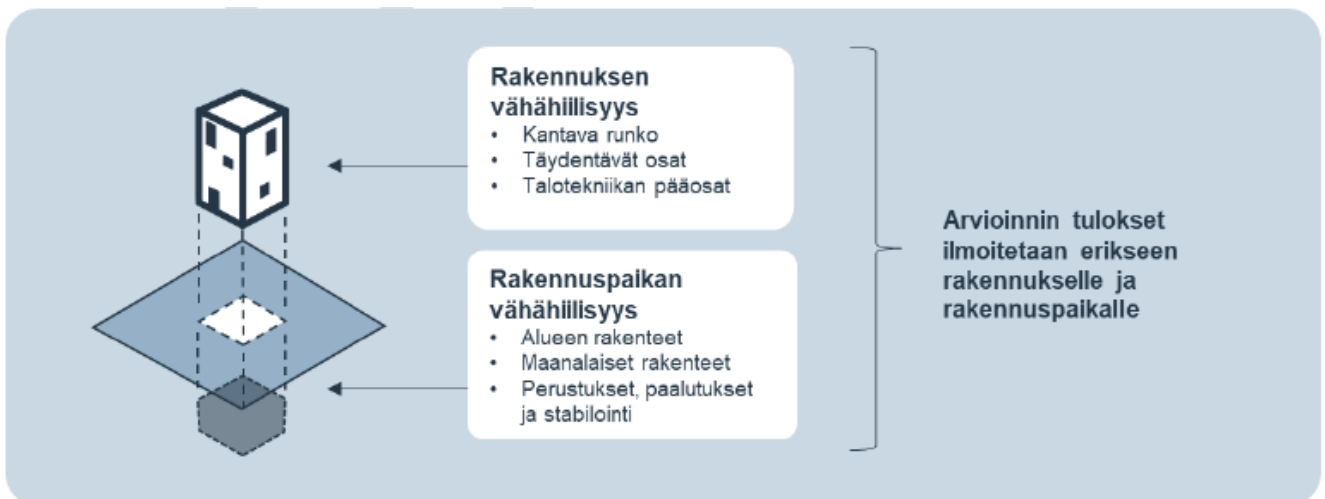 Rakennuksen
vähähiilisyys
• Kantava runko
• Täydentävät osat
• Talotekniikan pääosat
Rakennuspaikan
vähähiilisyys
• Alueen rakenteet
• Maanalaiset rakenteet
• Perustukset, paalutukset
ja stabilointi
Arvioinnin tulokset
ilmoitetaan erikseen
rakennukselle ja
rakennuspaikalle